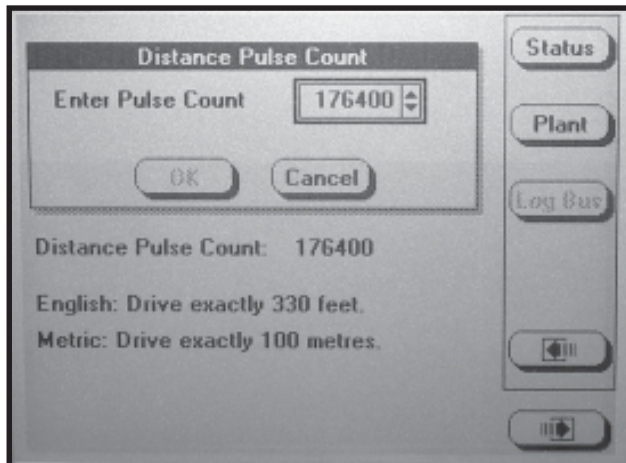 Distance Pulse Count
Enter Pulse Count 176400
OK Cancel
Distance Pulse Count: 176400
English: Drive exactly 330 feet.
Metric: Drive exactly 100 metres.
Status
Plant
Log Bus